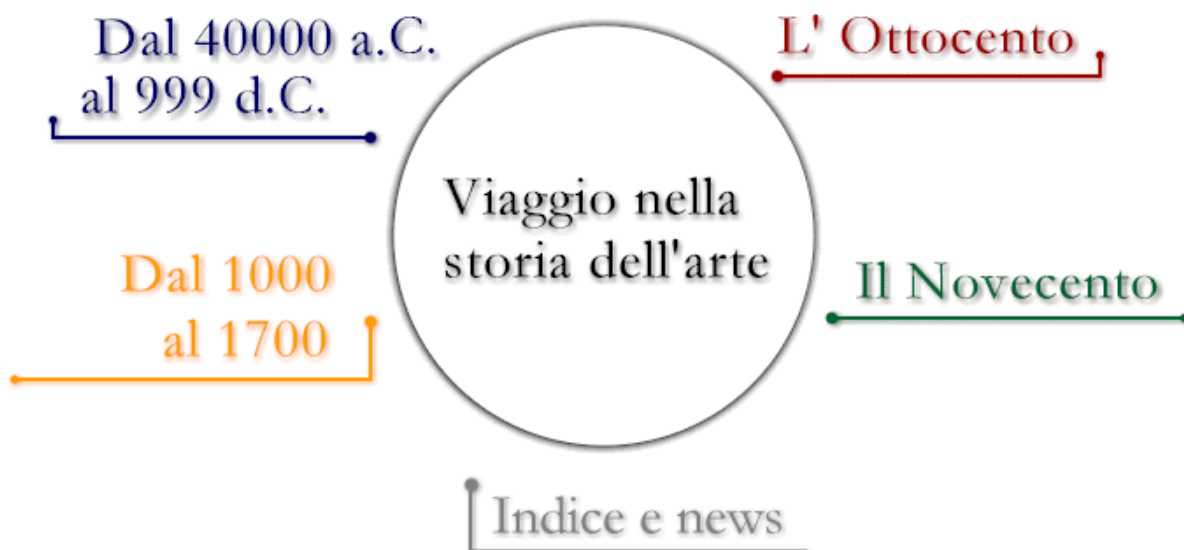 Dal 40000 a.C.
al 999 d.C.
L' Ottocento
Viaggio nella
storia dell'arte
Dal 1000
al 1700
Il Novecento
Indice e news